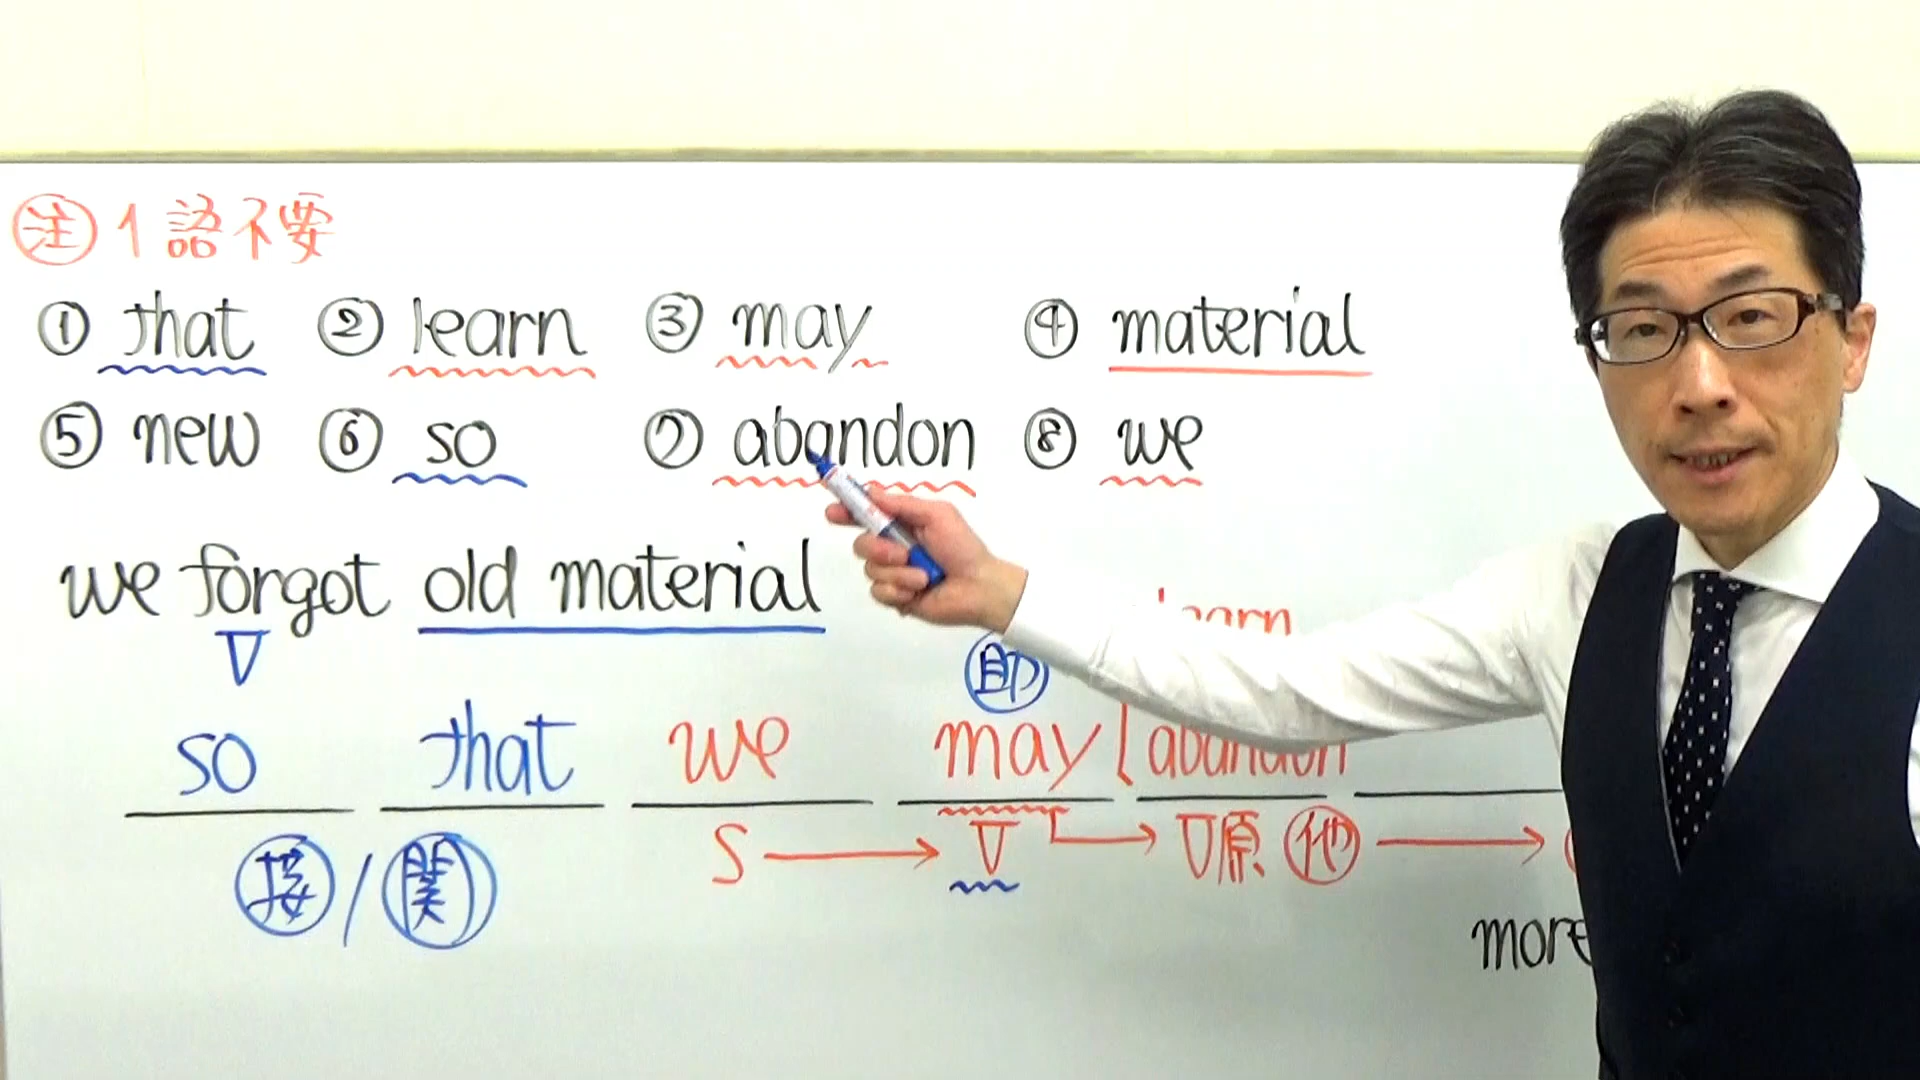 注 1語不要
① that ② learn ③ may ④ material
⑤ new ⑥ so ⑦ abandon ⑧ we
we forgot old material
V learn
即
so that we may abandon
接 / 関 S → V → V原 他 →
more